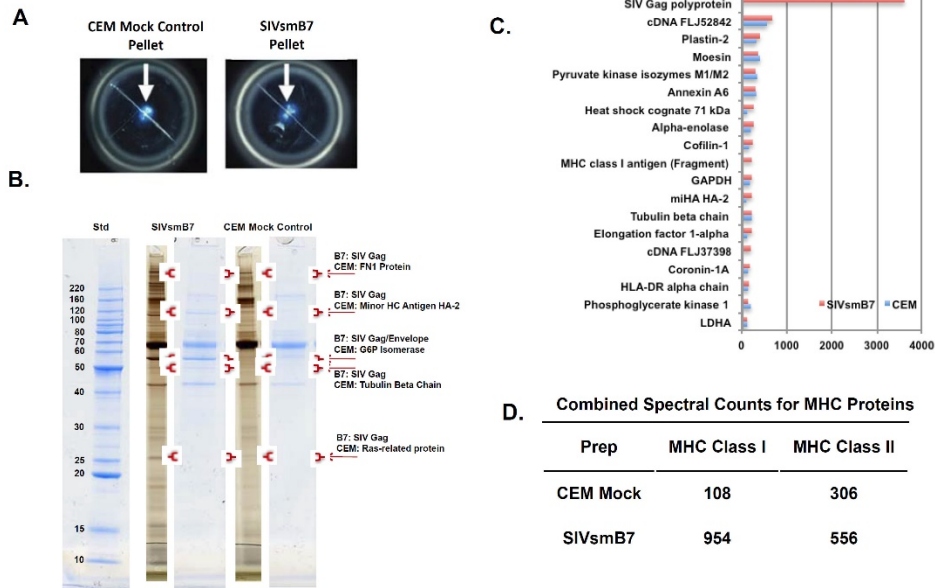 A
CEM Mock Control
Pellet
SIVsmB7
Pellet
B.
Std
SIVsmB7
CEM Mock Control
220
160
120
100
80
70
60
50
40
30
25
20
15
10
B7: SIV Gag
CEM: FN1 Protein
B7: SIV Gag
CEM: Minor HC Antigen HA-2
B7: SIV Gag/Envelope
CEM: G6P Isomerase
B7: SIV Gag
CEM: Tubulin Beta Chain
B7: SIV Gag
CEM: Ras-related protein
C.
SIV Gag polyprotein
cDNA FLJ52842
Plastin-2
Moesin
Pyruvate kinase isozymes M1/M2
Annexin A6
Heat shock cognate 71 kDa
Alpha-enolase
Cofilin-1
MHC class I antigen (Fragment)
GAPDH
miHA HA-2
Tubulin beta chain
Elongation factor 1-alpha
cDNA FLJ37398
Coronin-1A
HLA-DR alpha chain
Phosphoglycerate kinase 1
LDHA
SIVsmB7 CEM
0 1000 2000 3000 4000
D.
Combined Spectral Counts for MHC Proteins
Prep MHC Class I MHC Class II
CEM Mock 108 306
SIVsmB7 954 556